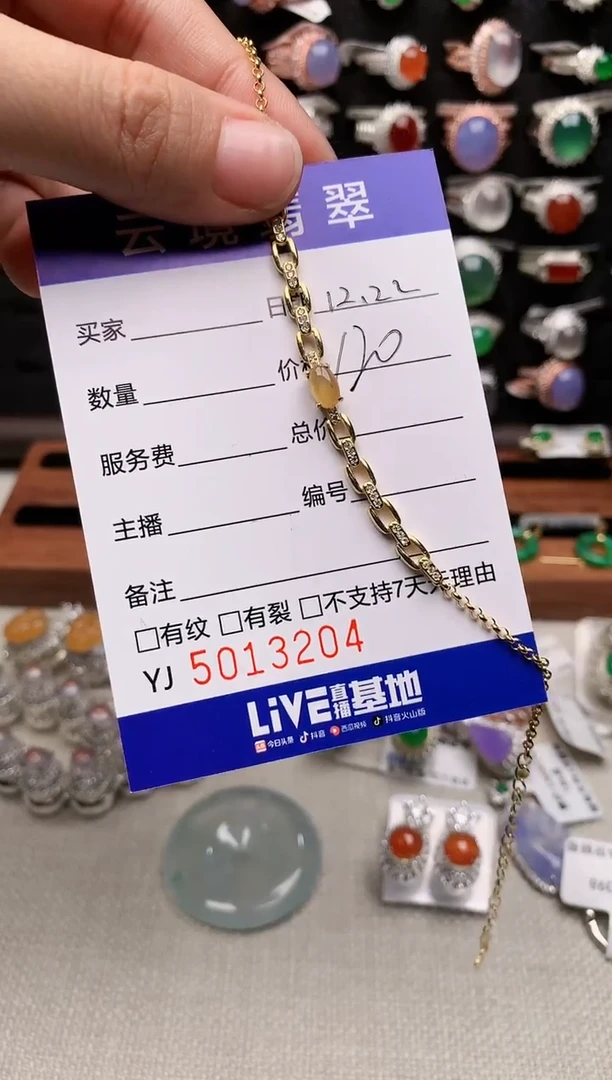 云境翡翠
买家 日 12.22
数量 价 120
服务费 总价
主播 编号
备注
□有纹 □有裂 □不支持7天 理由
YJ 5013204
LiVE直播基地
今日头条 抖音 西瓜视频 抖音火山版